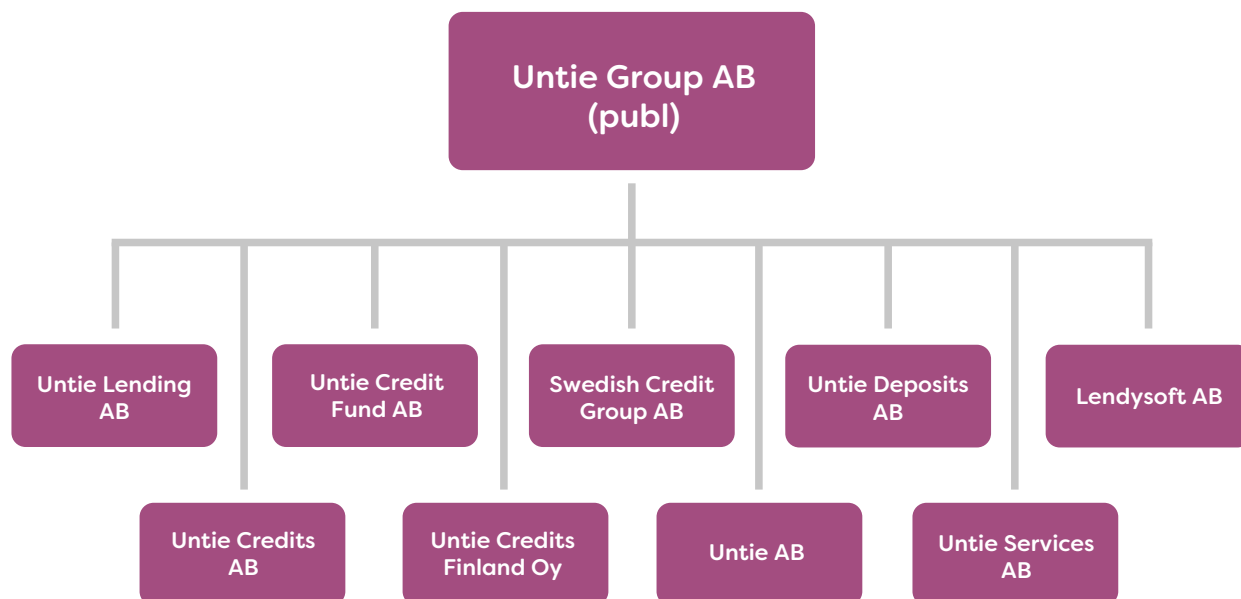 Untie Group AB
(publ)
Untie Lending
AB
Untie Credit
Fund AB
Swedish Credit
Group AB
Untie Deposits
AB
Lendysoft AB
Untie Credits
AB
Untie Credits
Finland Oy
Untie AB
Untie Services
AB